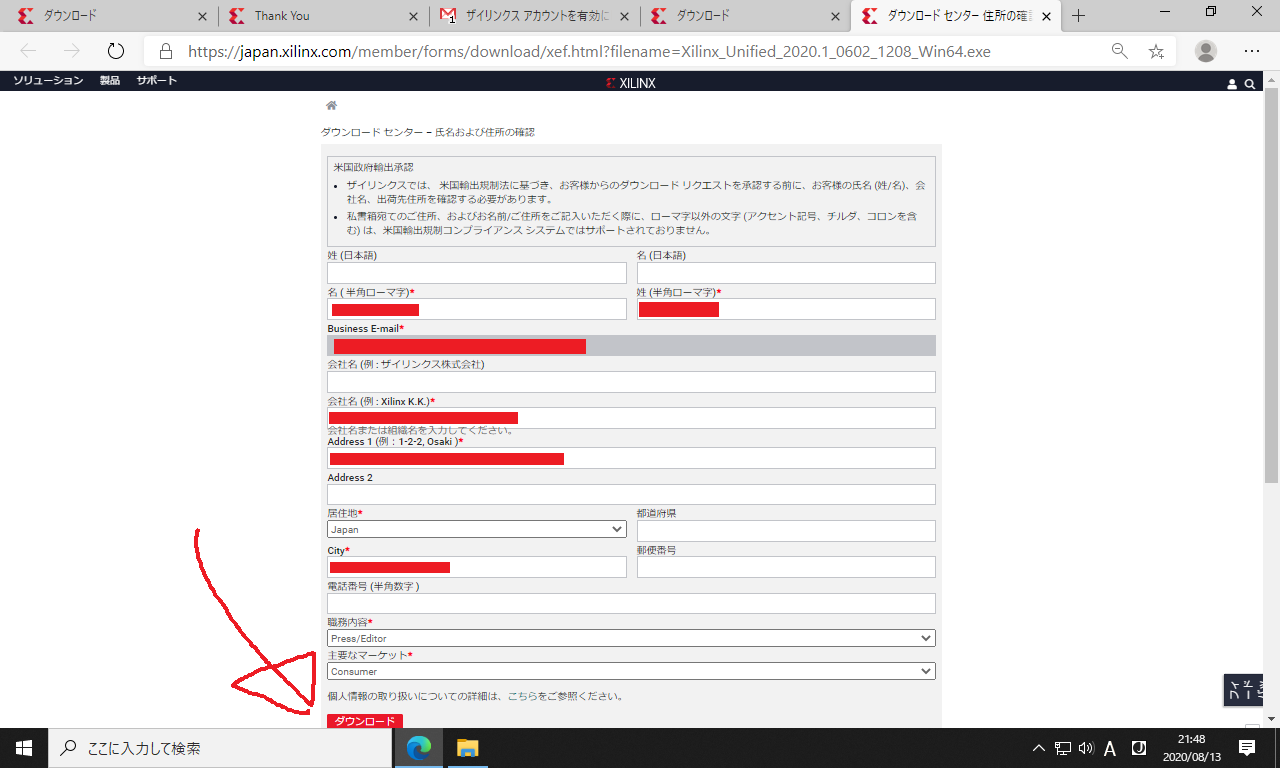 ダウンロード
Thank You
1 ザイリンクス アカウントを有効に
ダウンロード
ダウンロード センター 住所の確
https://japan.xilinx.com/member/forms/download/xef.html?filename=Xilinx_Unified_2020.1_0602_1208_Win64.exe
ソリューション 製品 サポート
XILINX
ダウンロード センター – 氏名および住所の確認
米国政府輸出承認
• ザイリンクスでは、 米国輸出規制法に基づき、お客様からのダウンロード リクエストを承認する前に、お客様の氏名 (姓/名)、会
社名、出荷先住所を確認する必要があります。
• 私書箱宛てのご住所、およびお名前/ご住所をご記入いただく際に、ローマ字以外の文字 (アクセント記号、チルダ、コロンを含
む) は、米国輸出規制コンプライアンス システムではサポートされておりません。
姓 (日本語) 名 (日本語)
名 ( 半角ローマ字)* 姓 (半角ローマ字)*
Business E-mail*
会社名 (例 : ザイリンクス株式会社)
会社名 (例 : Xilinx K.K.)*
会社名または組織名を入力してください。
Address 1 (例 : 1-2-2, Osaki )*
Address 2
居住地* 都道府県
Japan
City* 郵便番号
電話番号 (半角数字 )
職務内容*
Press/Editor
主要なマーケット*
Consumer
個人情報の取り扱いについての詳細は、こちらをご参照ください。
ダウンロード
ここに入力して検索
A J
21:48
2020/08/13